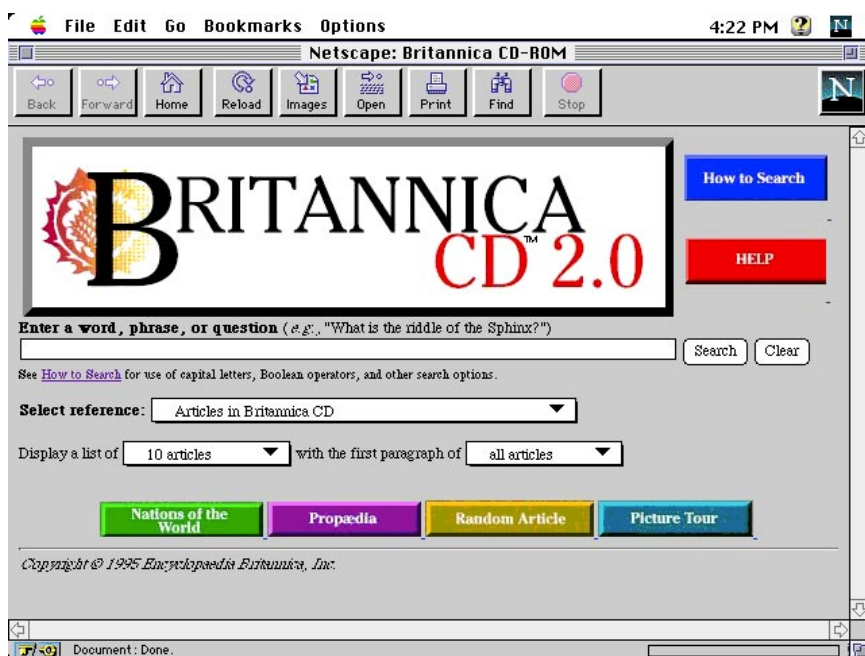 File Edit Go Bookmarks Options 4:22 PM
Netscape: Britannica CD-ROM
Back Forward Home Reload Images Open Print Find Stop N
BRITANNICA
CD™ 2.0
How to Search
HELP
Enter a word, phrase, or question (e.g., "What is the riddle of the Sphinx?")
Search Clear
See How to Search for use of capital letters, Boolean operators, and other search options.
Select reference: Articles in Britannica CD
Display a list of 10 articles with the first paragraph of all articles
Nations of the World
Propædia
Random Article
Picture Tour
Copyright © 1995 Encyclopaedia Britannica, Inc.
Document: Done.